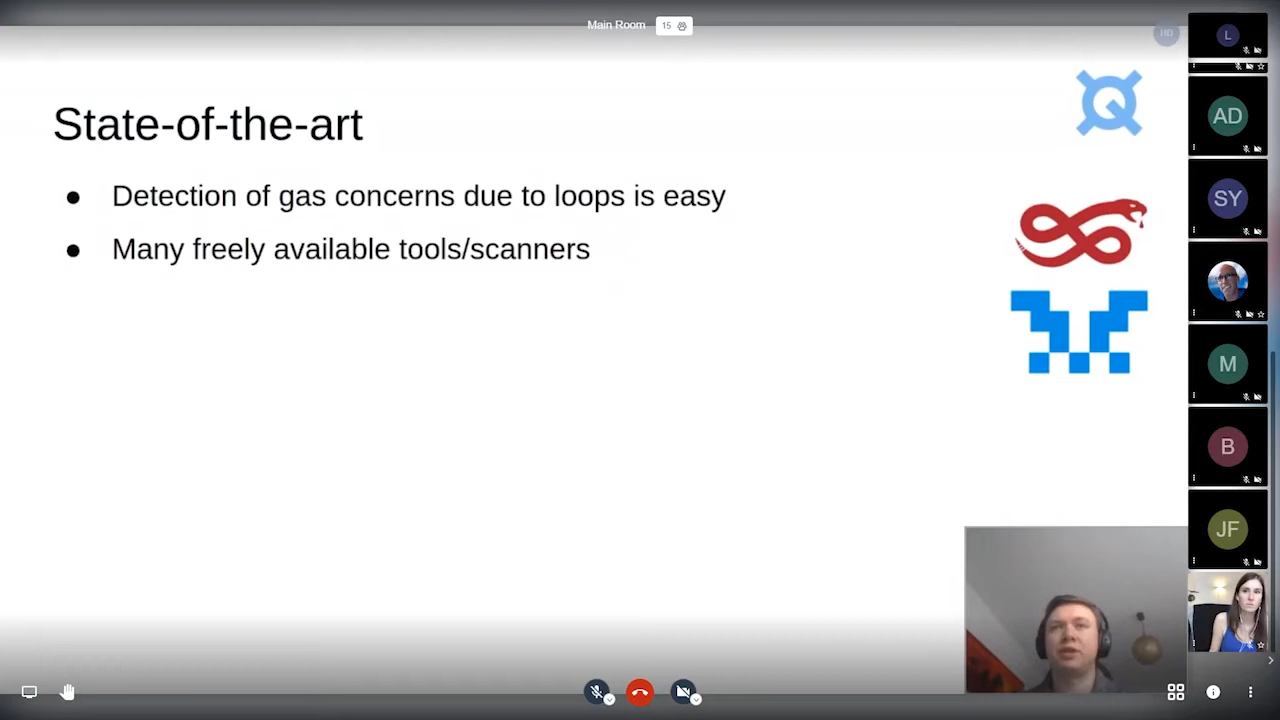 Main Room 15
HD
L
State-of-the-art
AD
● Detection of gas concerns due to loops is easy
SY
● Many freely available tools/scanners
M
B
JF